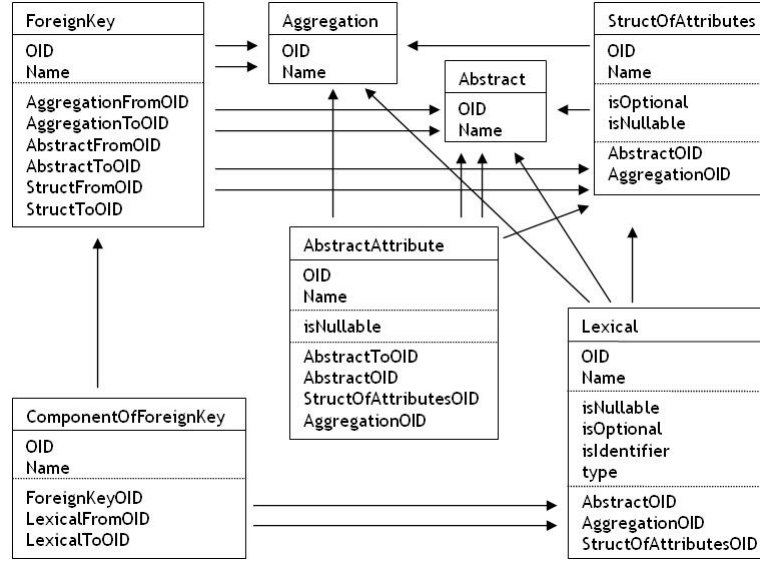 ForeignKey
OID
Name
AggregationFromOID
AggregationToOID
AbstractFromOID
AbstractToOID
StructFromOID
StructToOID
Aggregation
OID
Name
Abstract
OID
Name
StructOfAttributes
OID
Name
isOptional
isNullable
AbstractOID
AggregationOID
AbstractAttribute
OID
Name
isNullable
AbstractToOID
AbstractOID
StructOfAttributesOID
AggregationOID
Lexical
OID
Name
isNullable
isOptional
isIdentifier
type
AbstractOID
AggregationOID
StructOfAttributesOID
ComponentOfForeignKey
OID
Name
ForeignKeyOID
LexicalFromOID
LexicalToOID